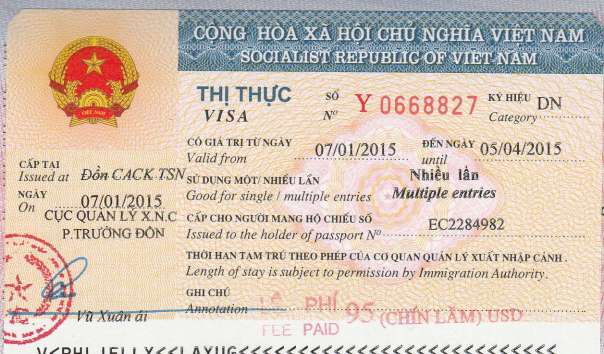 CỘNG HÒA XÃ HỘI CHỦ NGHĨA VIỆT NAM
SOCIALIST REPUBLIC OF VIET NAM
VIỆT NAM
THỊ THỰC
VISA
SỐ
Nº
Y 0668827
KÝ HIỆU
Category
DN
CÓ GIÁ TRỊ TỪ NGÀY
Valid from
07/01/2015
ĐẾN NGÀY
until
05/04/2015
CẤP TẠI
Issued at
Đồn CACK TSN
SỬ DỤNG MỘT/ NHIỀU LẦN
Good for single / multiple entries
Nhiều lần
Multiple entries
NGÀY
On
07/01/2015
CỤC QUẢN LÝ X.N.C
P.TRƯỞNG ĐỒN
CẤP CHO NGƯỜI MANG HỘ CHIẾU SỐ
Issued to the holder of passport Nº
EC2284982
THỜI HẠN TẠM TRÚ THEO PHÉP CỦA CƠ QUAN QUẢN LÝ XUẤT NHẬP CẢNH .
Length of stay is subject to permission by Immigration Authority.
GHI CHÚ
Annotation
PHÍ 95 (CHÍN LĂM) USD
FEE PAID
Vũ Xuân ái